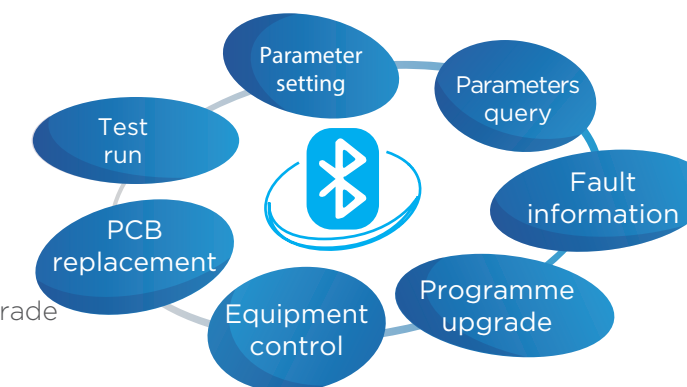 Parameter
setting
Parameters
query
Test
run
Fault
information
PCB
replacement
Programme
upgrade
rade
Equipment
control